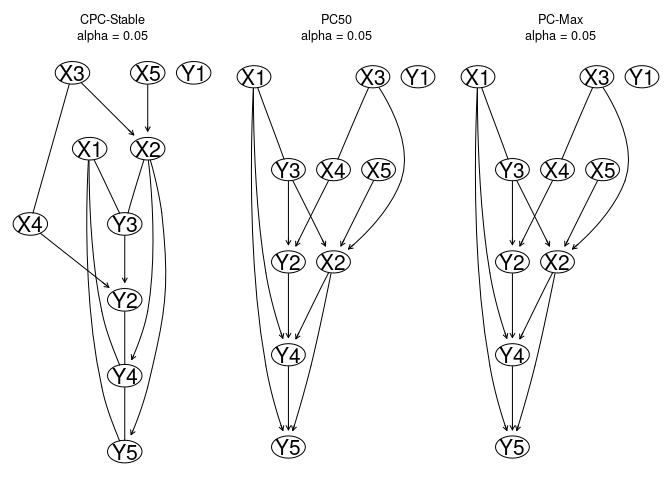 CPC-Stable
alpha = 0.05
X3
X5
Y1
X1
X2
X4
Y3
Y2
Y4
Y5
PC50
alpha = 0.05
X1
X3
Y1
Y3
X4
X5
Y2
X2
Y4
Y5
PC-Max
alpha = 0.05
X1
X3
Y1
Y3
X4
X5
Y2
X2
Y4
Y5